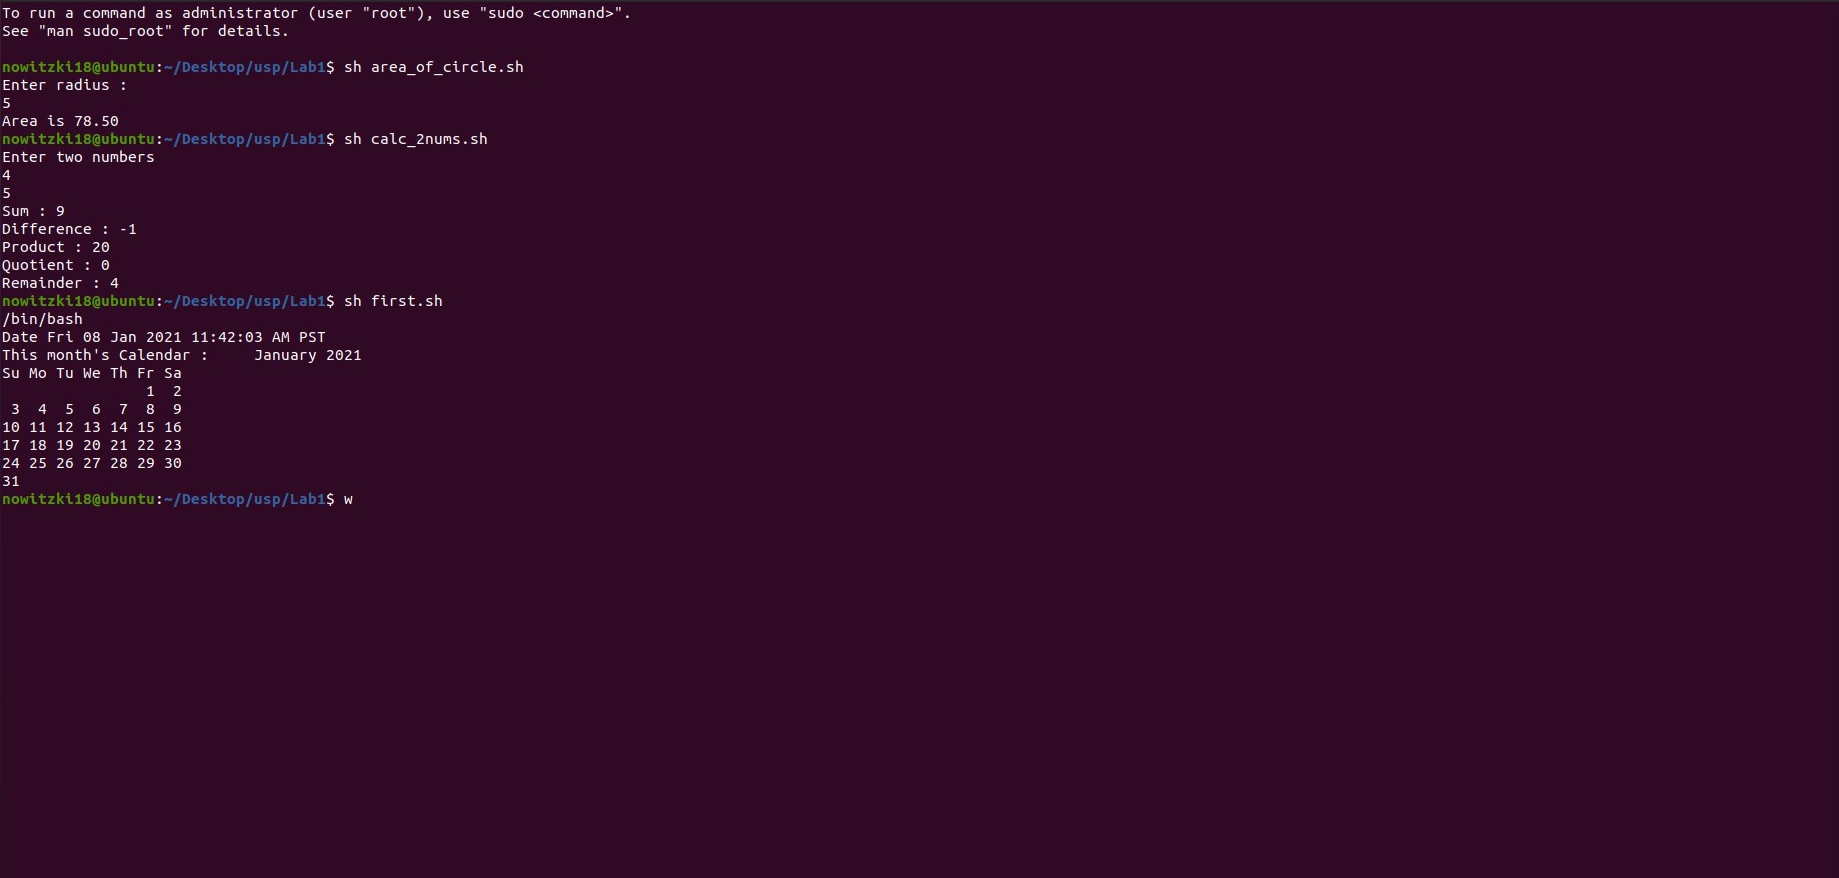 To run a command as administrator (user "root"), use "sudo <command>".
See "man sudo_root" for details.

nowitzki18@ubuntu:~/Desktop/usp/Lab1$ sh area_of_circle.sh
Enter radius :
5
Area is 78.50
nowitzki18@ubuntu:~/Desktop/usp/Lab1$ sh calc_2nums.sh
Enter two numbers
4
5
Sum : 9
Difference : -1
Product : 20
Quotient : 0
Remainder : 4
nowitzki18@ubuntu:~/Desktop/usp/Lab1$ sh first.sh
/bin/bash
Date Fri 08 Jan 2021 11:42:03 AM PST
This month's Calendar :     January 2021
Su Mo Tu We Th Fr Sa
                1  2
 3  4  5  6  7  8  9
10 11 12 13 14 15 16
17 18 19 20 21 22 23
24 25 26 27 28 29 30
31
nowitzki18@ubuntu:~/Desktop/usp/Lab1$ w